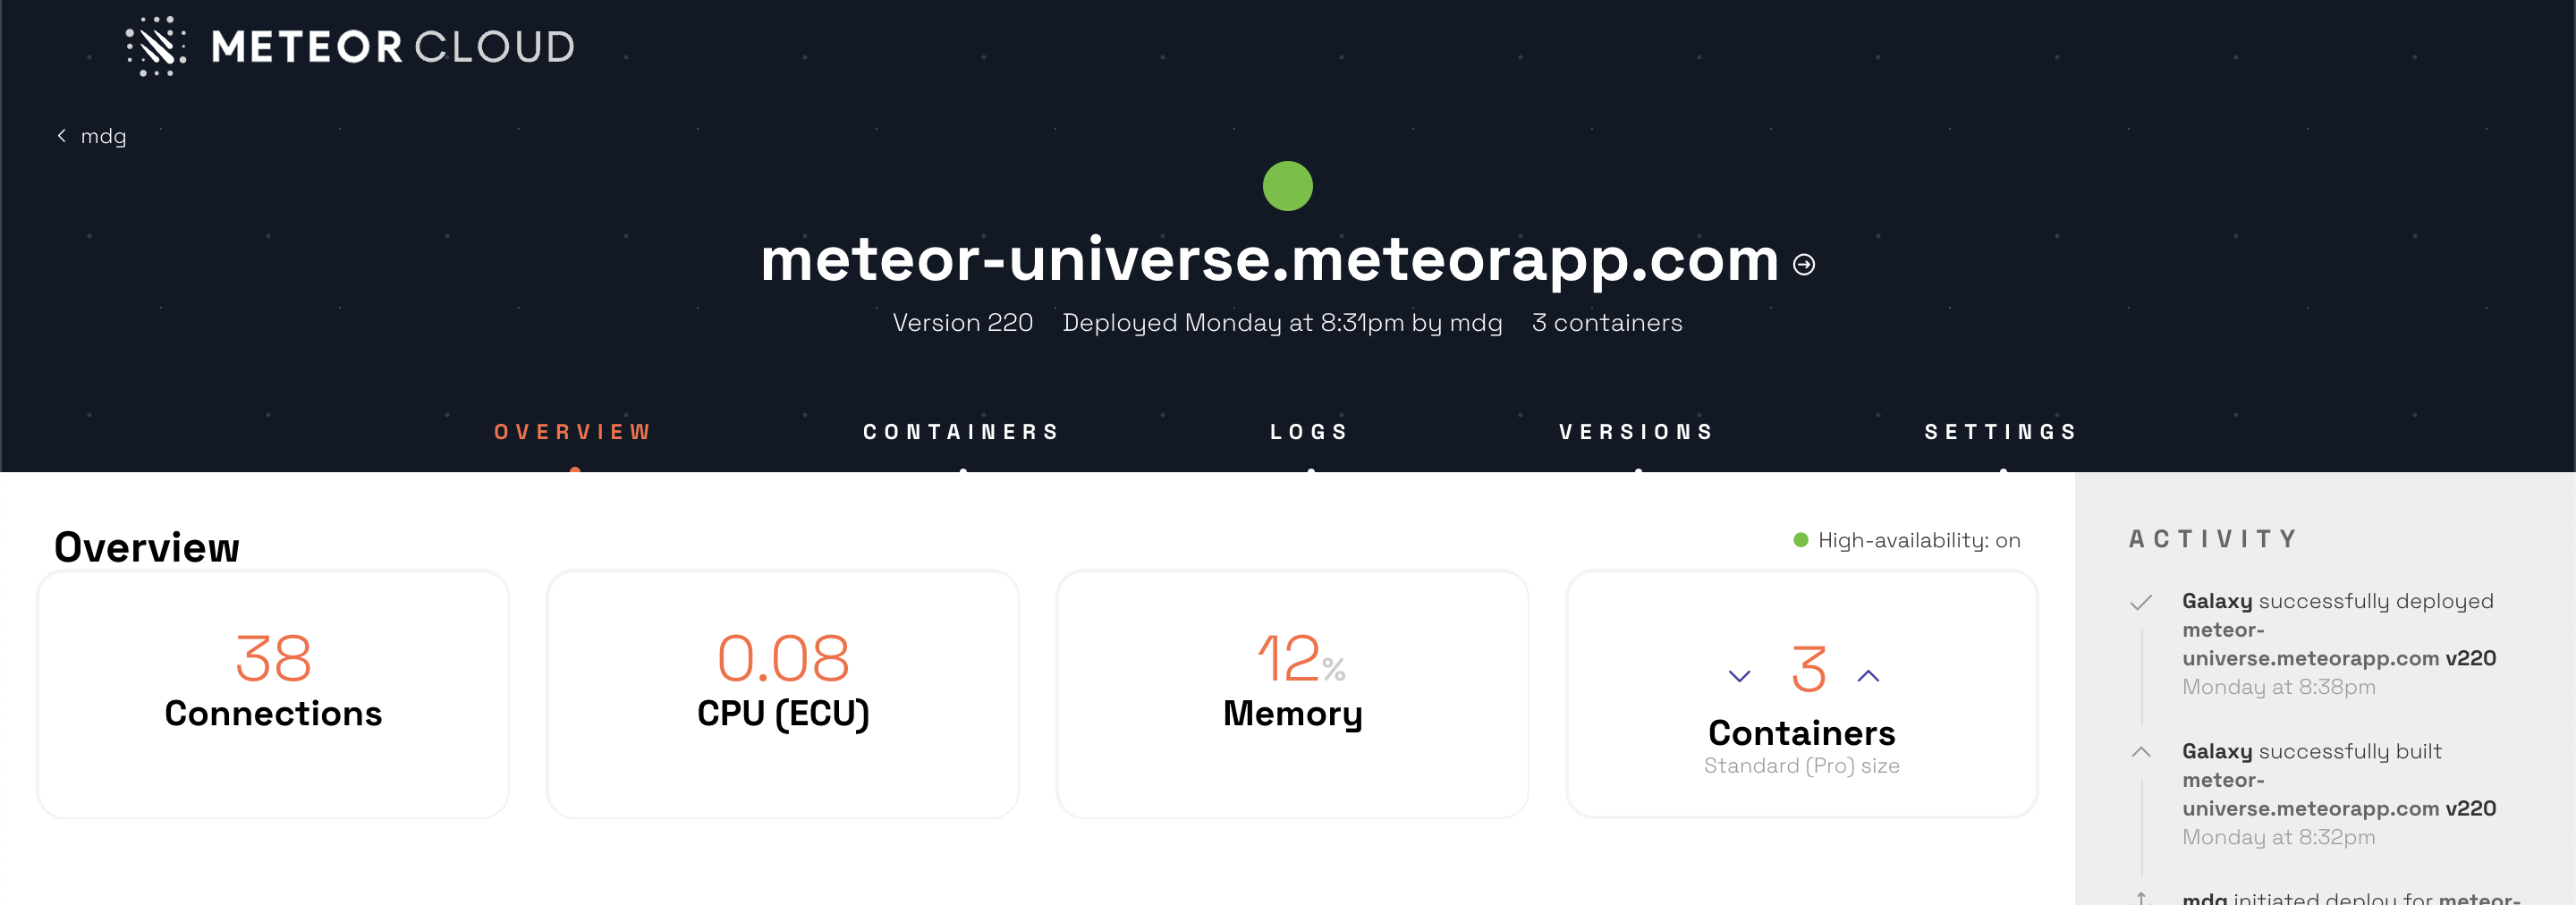 METEOR CLOUD
mdg
meteor-universe.meteorapp.com
Version 220 Deployed Monday at 8:31pm by mdg 3 containers
OVERVIEW CONTAINERS LOGS VERSIONS SETTINGS
Overview
High-availability: on
38
Connections
0.08
CPU (ECU)
12%
Memory
3
Containers
Standard (Pro) size
ACTIVITY
Galaxy successfully deployed
meteor-
universe.meteorapp.com v220
Monday at 8:38pm
Galaxy successfully built
meteor-
universe.meteorapp.com v220
Monday at 8:32pm
mdg initiated deploy for meteor-